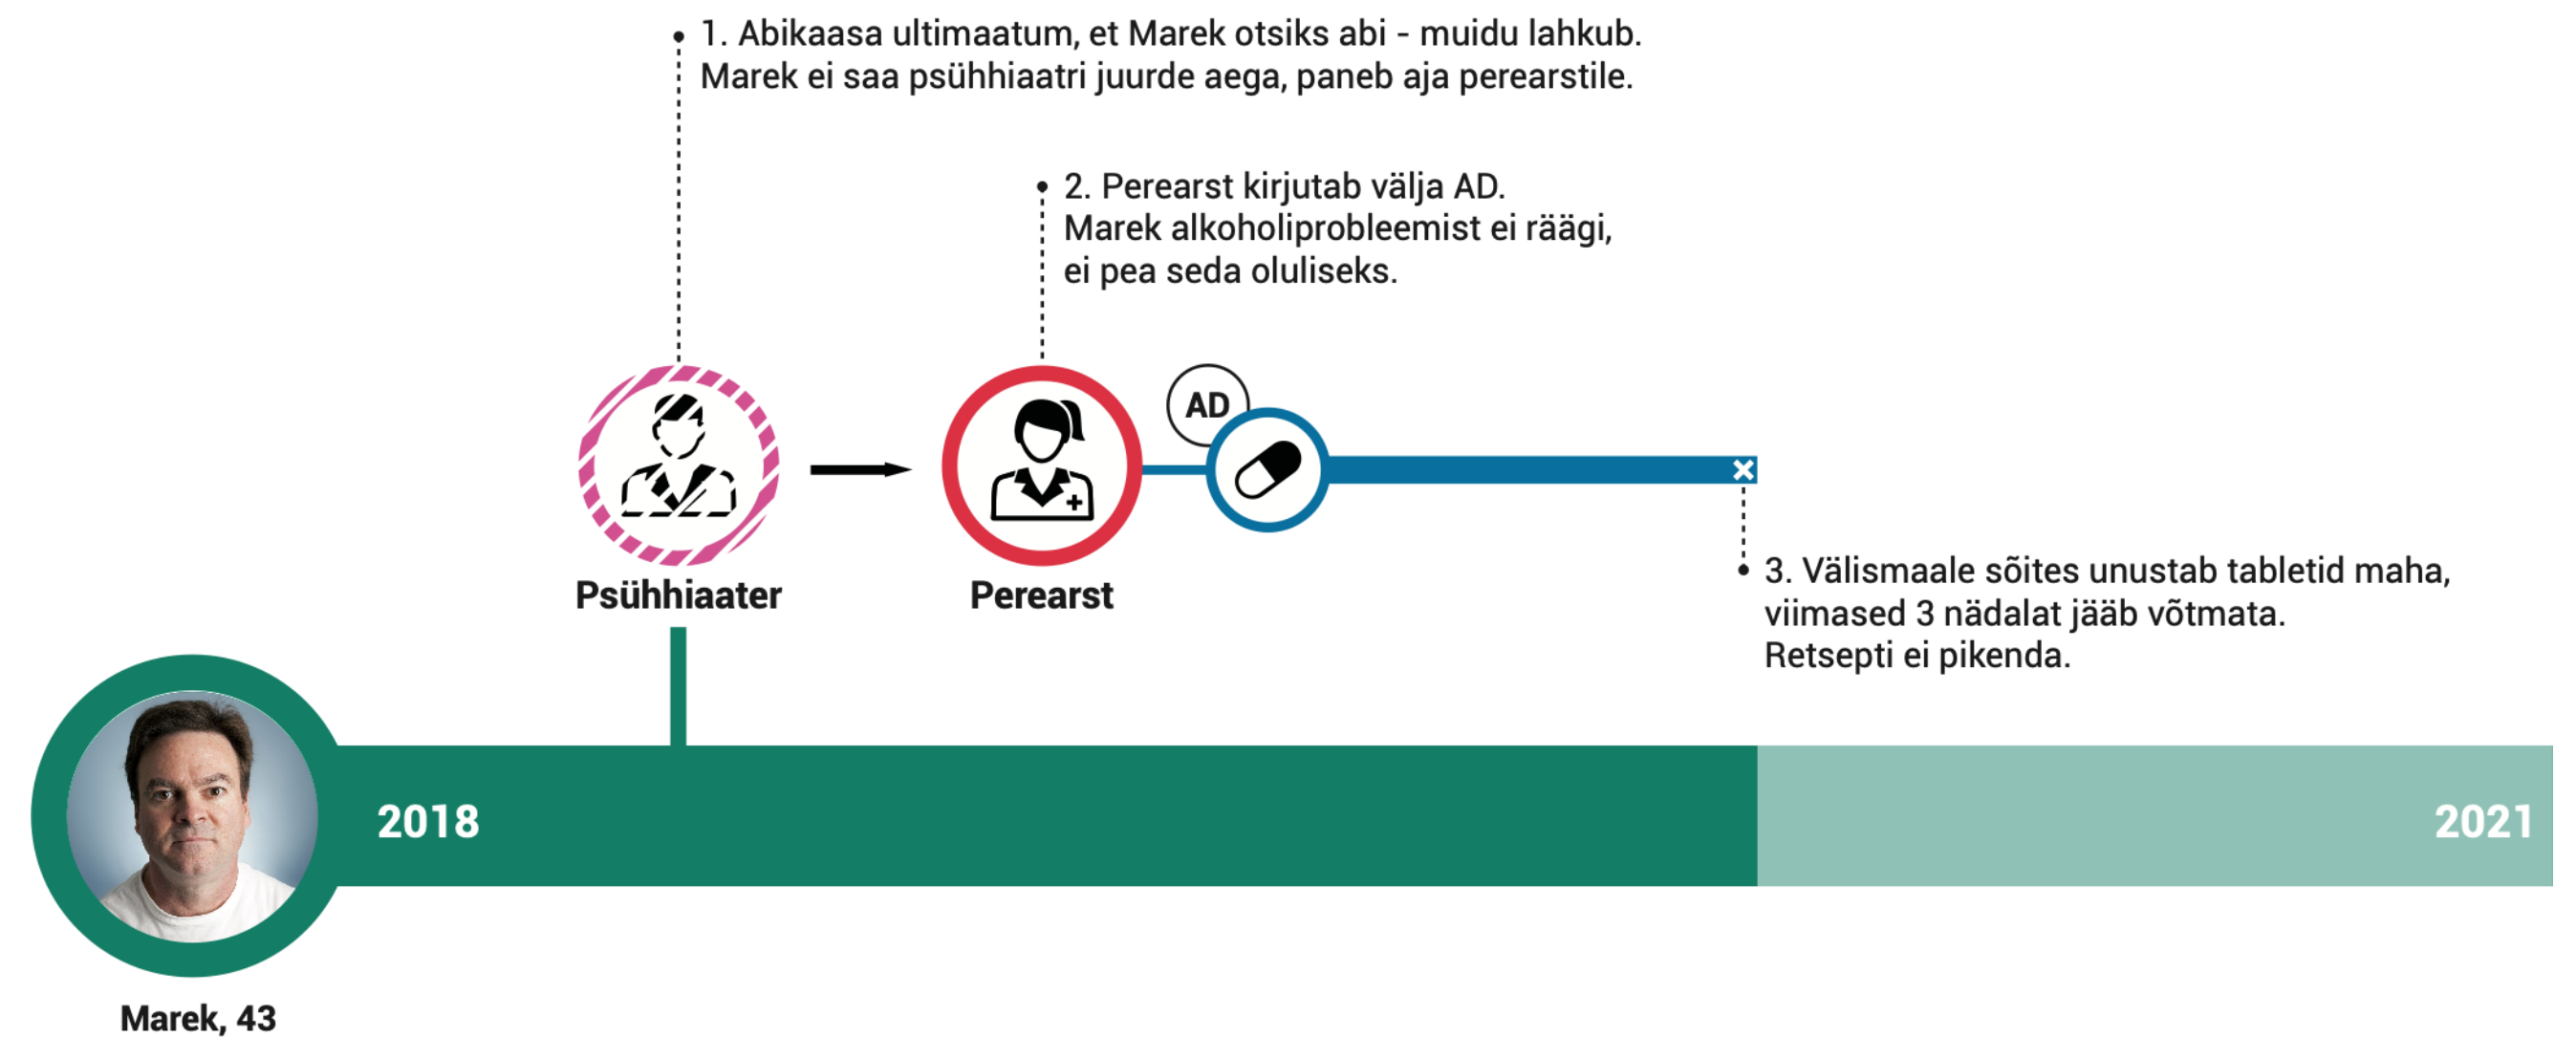 1. Abikaasa ultimaatum, et Marek otsiks abi - muidu lahkub.
Marek ei saa psühhiaatri juurde aega, paneb aja perearstile.
2. Perearst kirjutab välja AD.
Marek alkoholiprobleemist ei räägi,
ei pea seda oluliseks.
AD
Psühhiaater
Perearst
3. Välismaale sõites unustab tabletid maha,
viimased 3 nädalat jääb võtmata.
Retsepti ei pikenda.
2018
2021
Marek, 43